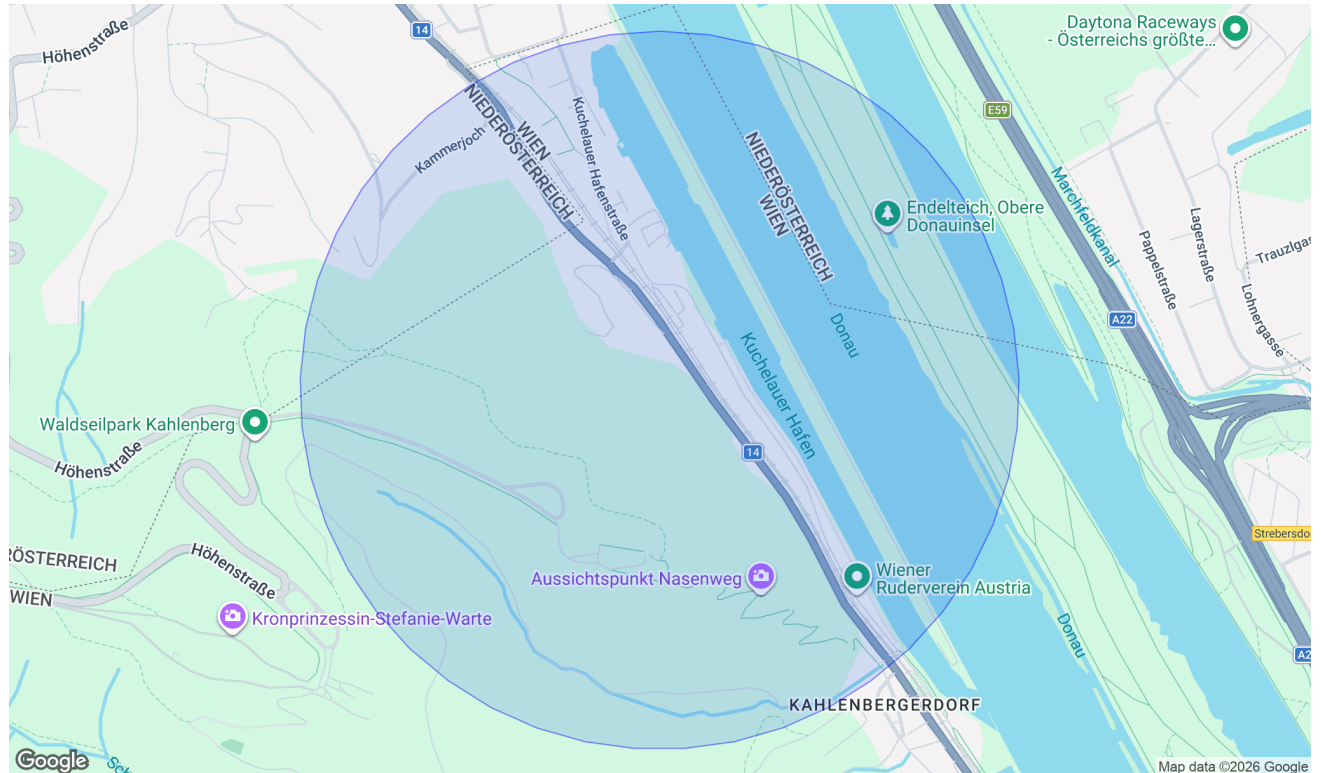 Höhenstraße
14
Daytona Raceways
- Österreichs größte...
E59
Kammerjoch
Kuchelauer Hafenstraße
WIEN
NIEDERÖSTERREICH
NIEDERÖSTERREICH
WIEN
Endelteich, Obere
Donauinsel
Marchfeldkanal
Pappelstraße
Lagerstraße
Trauzlgas
Lohnergasse
A22
Donau
Kuchelauer Hafen
Waldseilpark Kahlenberg
Höhenstraße
14
Strebersdo
RÖSTERREICH
WIEN
Höhenstraße
Aussichtspunkt Nasenweg
Wiener
Ruderverein Austria
Kronprinzessin-Stefanie-Warte
Donau
A2
KAHLENBERGERDORF
Google
Sch
Map data ©2026 Google